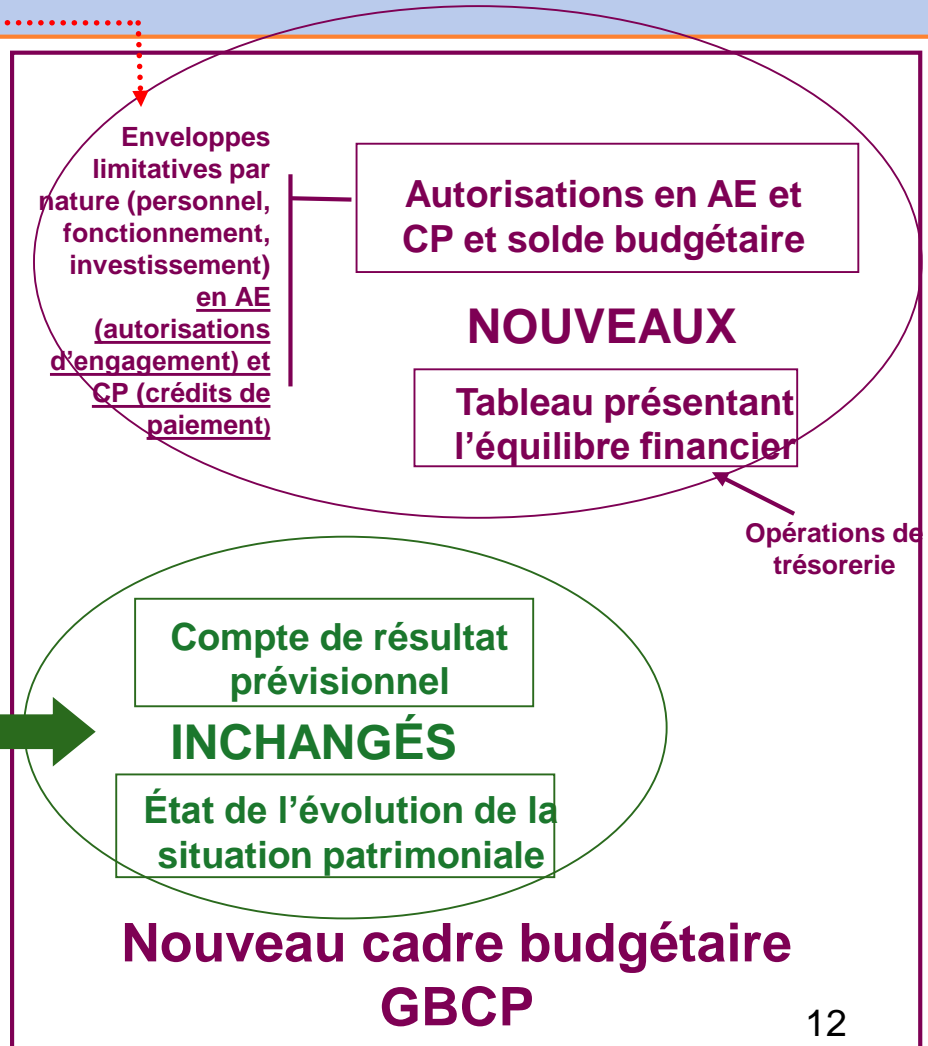 Enveloppes
limitatives par
nature (personnel,
fonctionnement,
investissement)
en AE
(autorisations
d’engagement) et
CP (crédits de
paiement)
Autorisations en AE et
CP et solde budgétaire
NOUVEAUX
Tableau présentant
l’équilibre financier
Opérations de
trésorerie
Compte de résultat
prévisionnel
INCHANGÉS
État de l’évolution de la
situation patrimoniale
Nouveau cadre budgétaire
GBCP
12